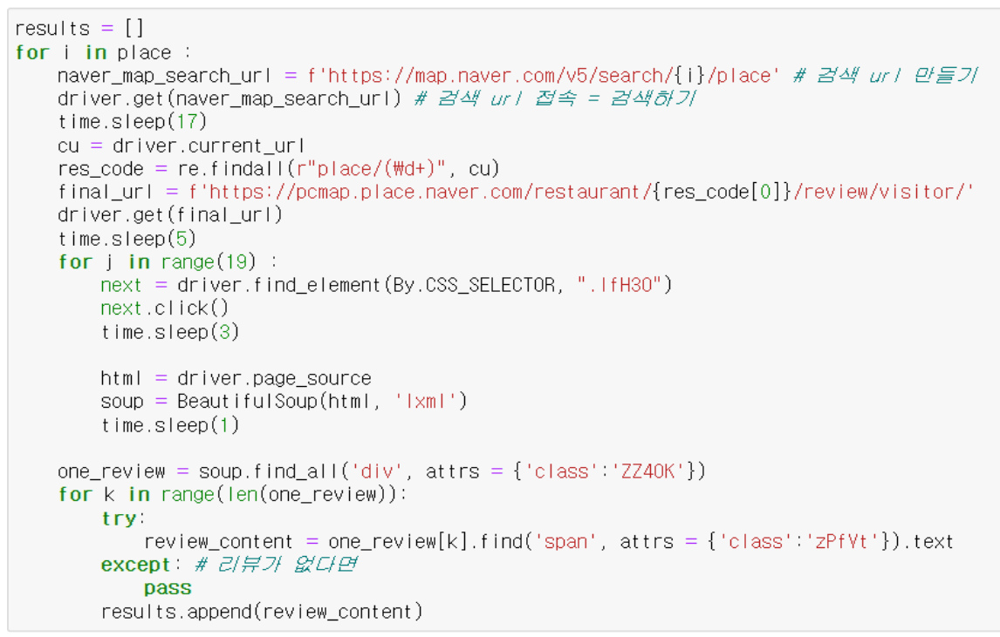 results = []
for i in place :
    naver_map_search_url = f'https://map.naver.com/v5/search/{i}/place' # 검색 url 만들기
    driver.get(naver_map_search_url) # 검색 url 접속 = 검색하기
    time.sleep(17)
    cu = driver.current_url
    res_code = re.findall(r"place/(₩d+)", cu)
    final_url = f'https://pcmap.place.naver.com/restaurant/{res_code[0]}/review/visitor/'
    driver.get(final_url)
    time.sleep(5)
    for j in range(19) :
        next = driver.find_element(By.CSS_SELECTOR, ".lfH3O")
        next.click()
        time.sleep(3)

        html = driver.page_source
        soup = BeautifulSoup(html, 'lxml')
        time.sleep(1)

    one_review = soup.find_all('div', attrs = {'class':'ZZ4OK'})
    for k in range(len(one_review)):
        try:
            review_content = one_review[k].find('span', attrs = {'class':'zPfVt'}).text
        except: # 리뷰가 없다면
            pass
        results.append(review_content)